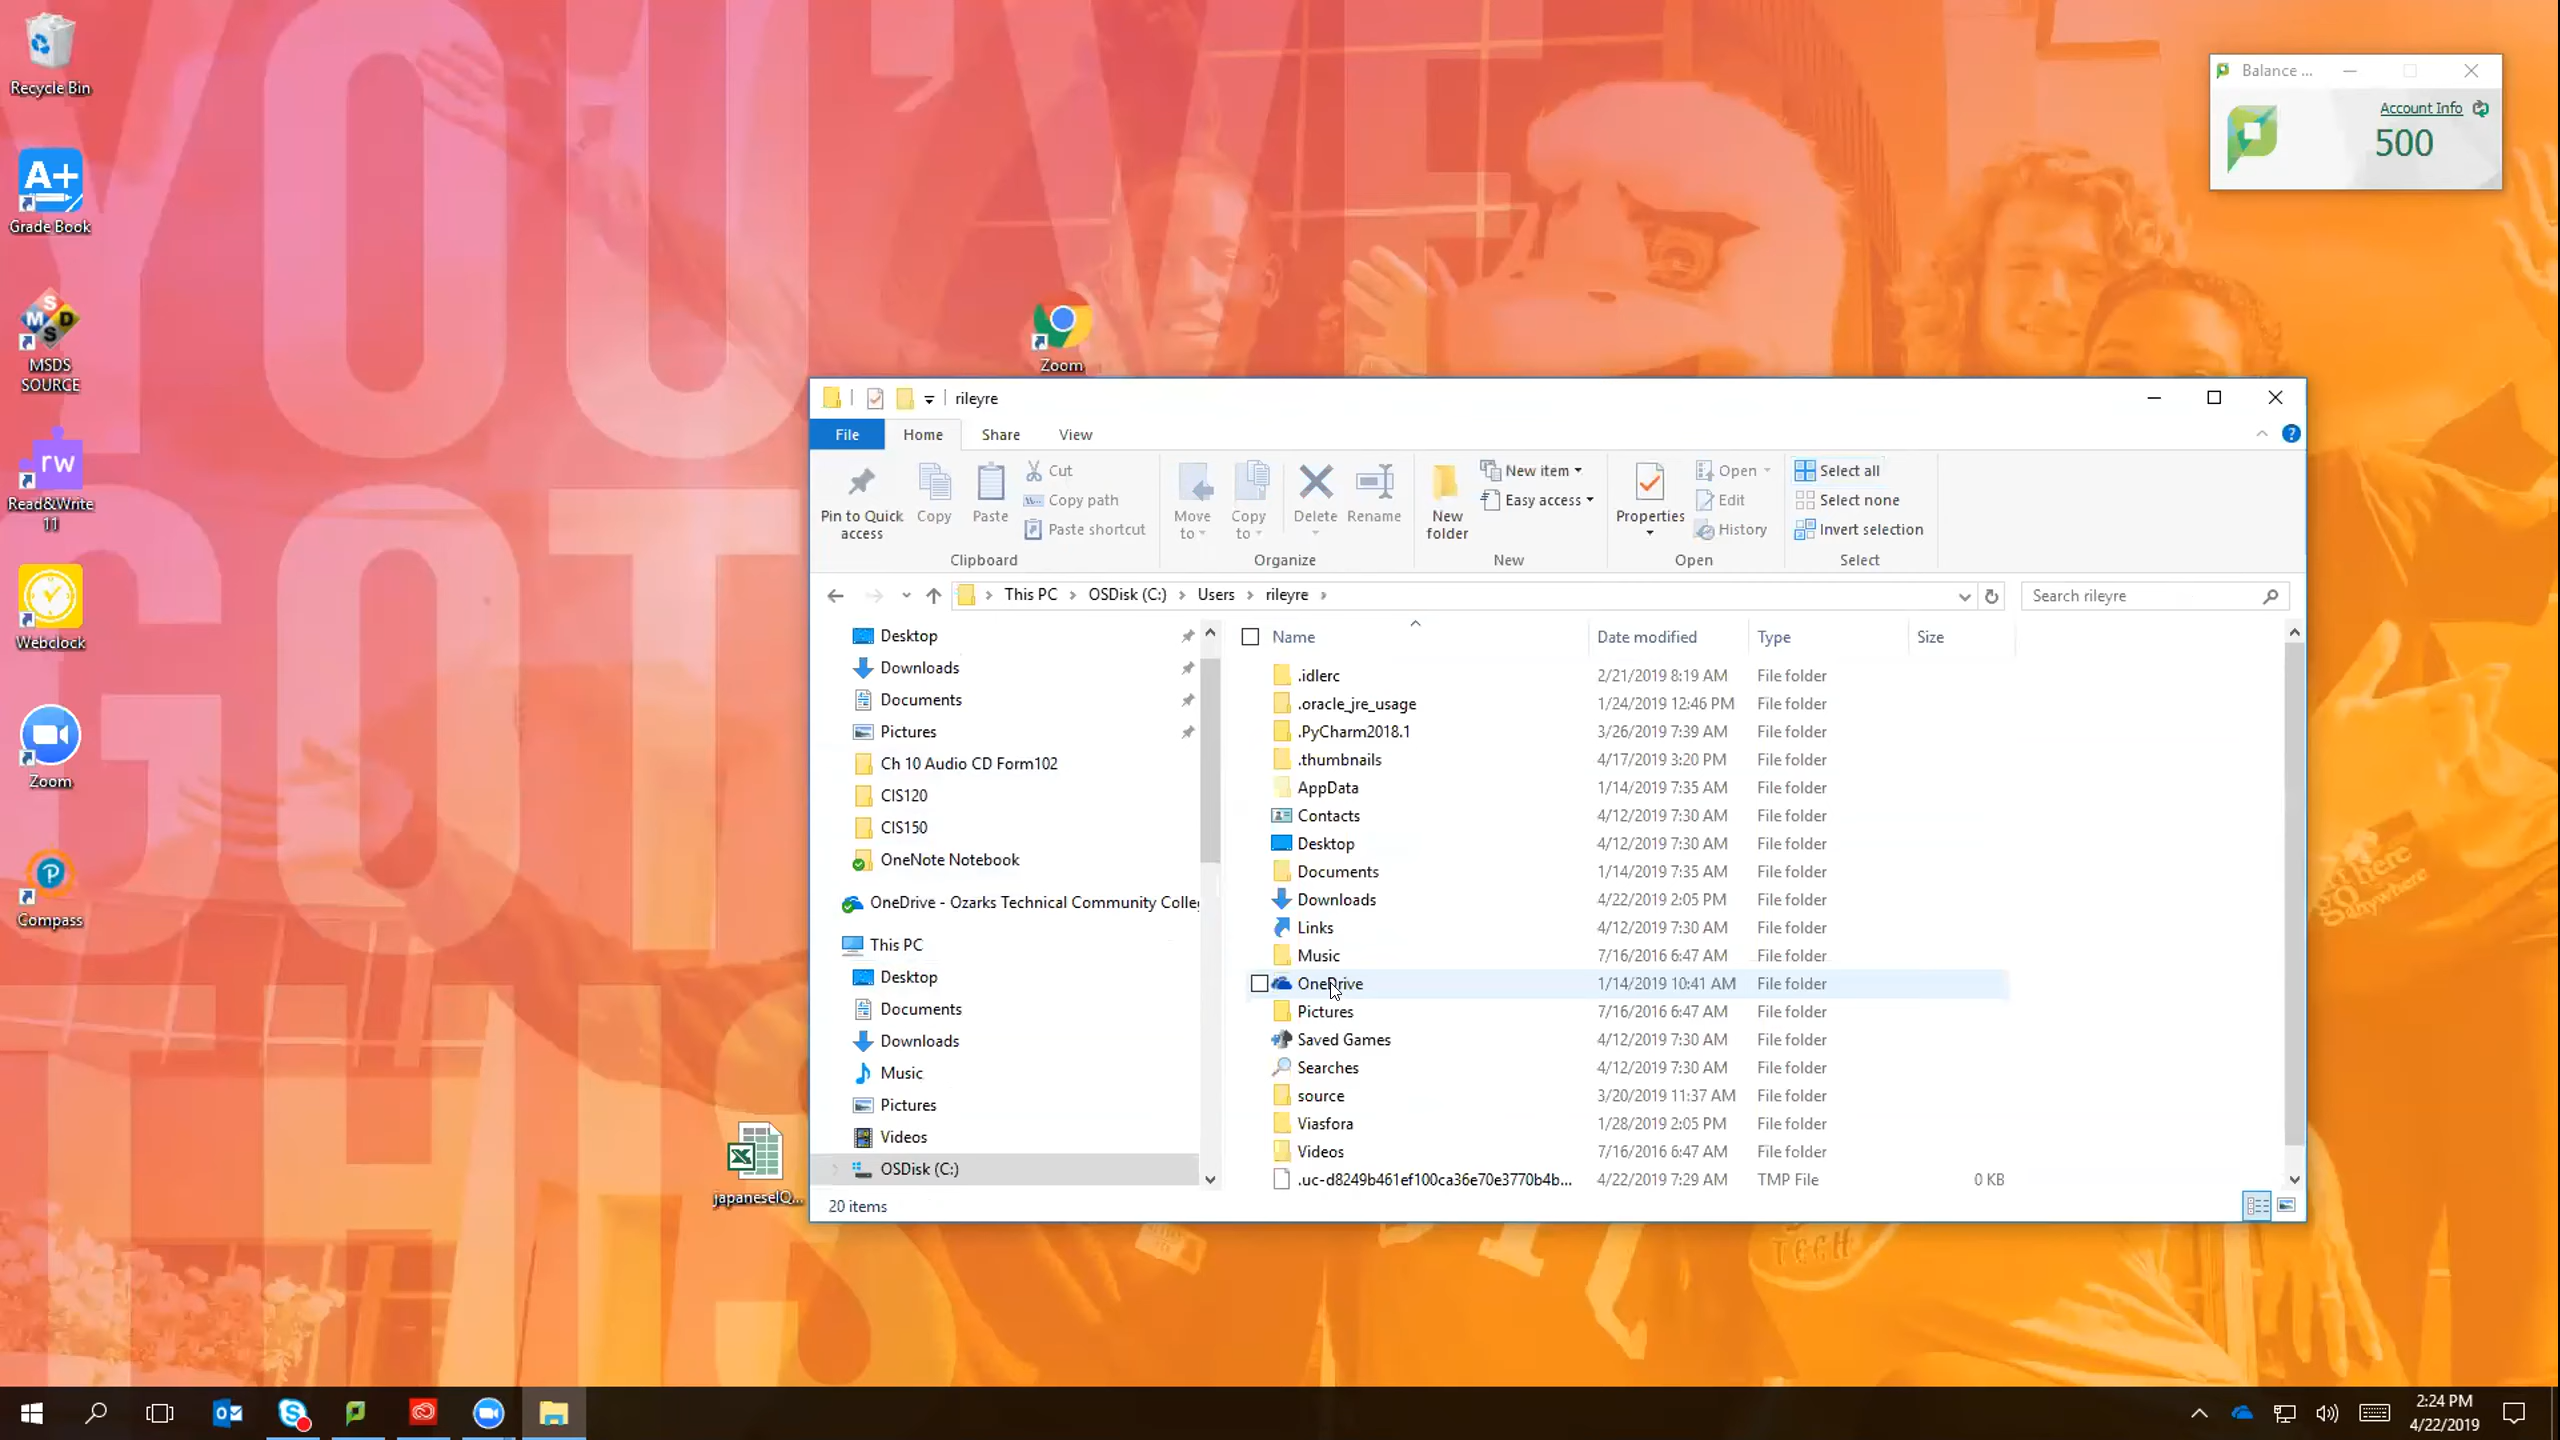 YOU'VE
GOT
THIS
Recycle Bin
A+
Grade Book
M S D S
MSDS
SOURCE
rw
Read&Write
11
Webclock
Zoom
P
Compass
Zoom
japaneseIQ...
Balance ...
Account Info
500
rileyre
File
Home
Share
View
Pin to Quick
access
Copy
Paste
Cut
Copy path
Paste shortcut
Clipboard
Move
to
Copy
to
Delete
Rename
Organize
New
folder
New item
Easy access
New
Properties
Open
Edit
History
Open
Select all
Select none
Invert selection
Select
This PC > OSDisk (C:) > Users > rileyre >
Search rileyre
Desktop
Downloads
Documents
Pictures
Ch 10 Audio CD Form102
CIS120
CIS150
OneNote Notebook
OneDrive - Ozarks Technical Community Colle
This PC
Desktop
Documents
Downloads
Music
Pictures
Videos
OSDisk (C:)
Name Date modified Type Size
.idlerc 2/21/2019 8:19 AM File folder
.oracle_jre_usage 1/24/2019 12:46 PM File folder
.PyCharm2018.1 3/26/2019 7:39 AM File folder
.thumbnails 4/17/2019 3:20 PM File folder
AppData 1/14/2019 7:35 AM File folder
Contacts 4/12/2019 7:30 AM File folder
Desktop 4/12/2019 7:30 AM File folder
Documents 1/14/2019 7:35 AM File folder
Downloads 4/22/2019 2:05 PM File folder
Links 4/12/2019 7:30 AM File folder
Music 7/16/2016 6:47 AM File folder
OneDrive 1/14/2019 10:41 AM File folder
Pictures 7/16/2016 6:47 AM File folder
Saved Games 4/12/2019 7:30 AM File folder
Searches 4/12/2019 7:30 AM File folder
source 3/20/2019 11:37 AM File folder
Viasfora 1/28/2019 2:05 PM File folder
Videos 7/16/2016 6:47 AM File folder
.uc-d8249b461ef100ca36e70e3770b4b... 4/22/2019 7:29 AM TMP File 0 KB
20 items
here
go anywhere
TECH
2:24 PM
4/22/2019